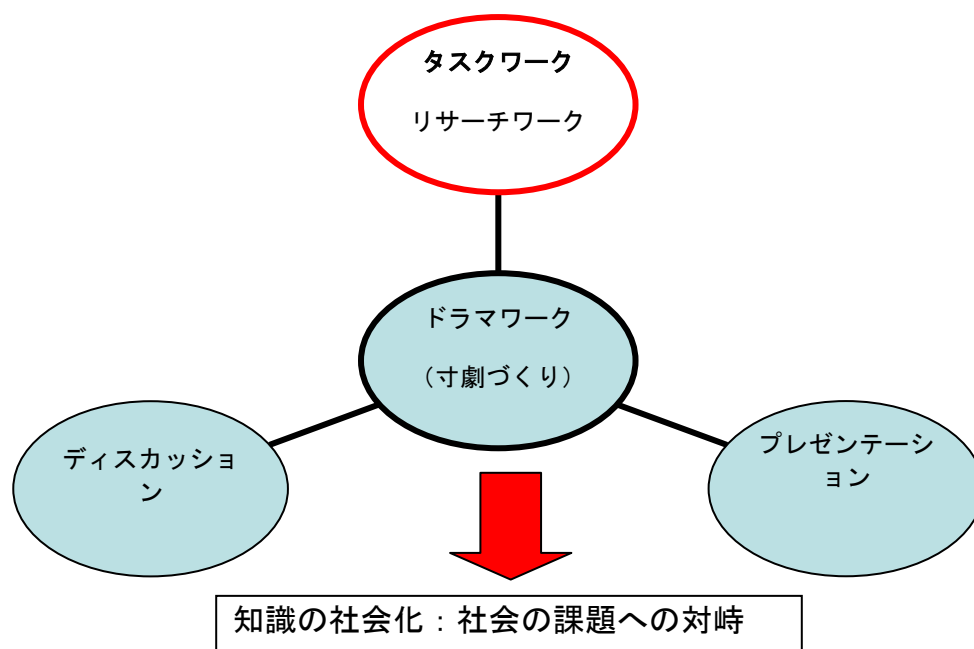 タスクワーク
リサーチワーク
ドラマワーク
（寸劇づくり）
ディスカッショ
ン
プレゼンテーシ
ョン
知識の社会化：社会の課題への対峙